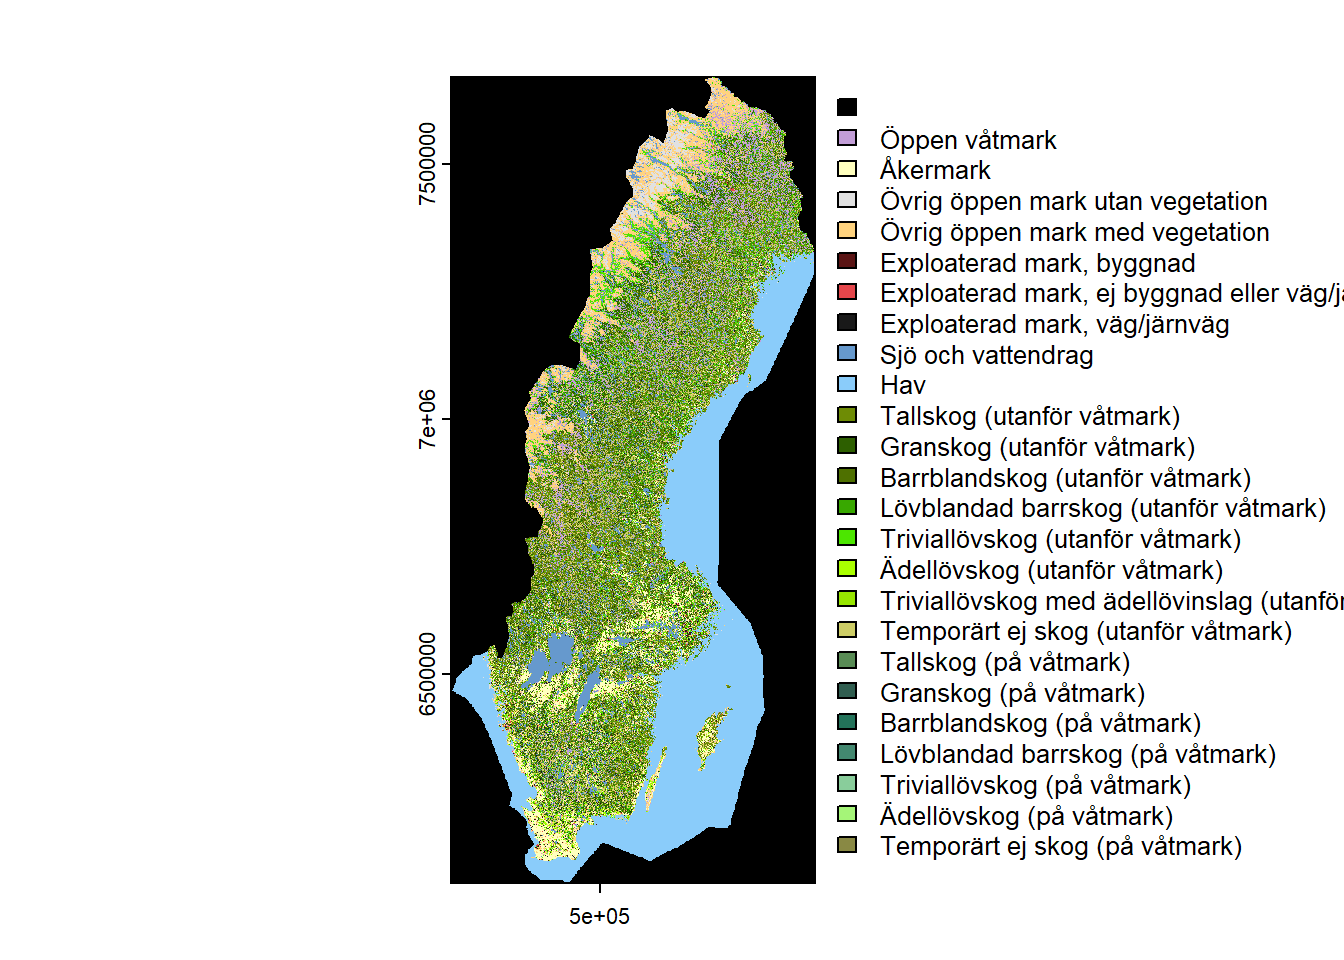 7500000
7e+06
6500000
5e+05
Öppen våtmark
Åkermark
Övrig öppen mark utan vegetation
Övrig öppen mark med vegetation
Exploaterad mark, byggnad
Exploaterad mark, ej byggnad eller väg/jä
Exploaterad mark, väg/järnväg
Sjö och vattendrag
Hav
Tallskog (utanför våtmark)
Granskog (utanför våtmark)
Barrblandskog (utanför våtmark)
Lövblandad barrskog (utanför våtmark)
Triviallövskog (utanför våtmark)
Ädellövskog (utanför våtmark)
Triviallövskog med ädellövinslag (utanför
Temporärt ej skog (utanför våtmark)
Tallskog (på våtmark)
Granskog (på våtmark)
Barrblandskog (på våtmark)
Lövblandad barrskog (på våtmark)
Triviallövskog (på våtmark)
Ädellövskog (på våtmark)
Temporärt ej skog (på våtmark)